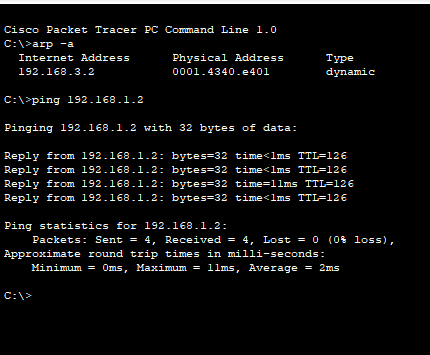 Cisco Packet Tracer PC Command Line 1.0
C:\>arp -a
  Internet Address      Physical Address      Type
  192.168.3.2           0001.4340.e401        dynamic

C:\>ping 192.168.1.2

Pinging 192.168.1.2 with 32 bytes of data:

Reply from 192.168.1.2: bytes=32 time<1ms TTL=126
Reply from 192.168.1.2: bytes=32 time<1ms TTL=126
Reply from 192.168.1.2: bytes=32 time=11ms TTL=126
Reply from 192.168.1.2: bytes=32 time<1ms TTL=126

Ping statistics for 192.168.1.2:
    Packets: Sent = 4, Received = 4, Lost = 0 (0% loss),
Approximate round trip times in milli-seconds:
    Minimum = 0ms, Maximum = 11ms, Average = 2ms

C:\>